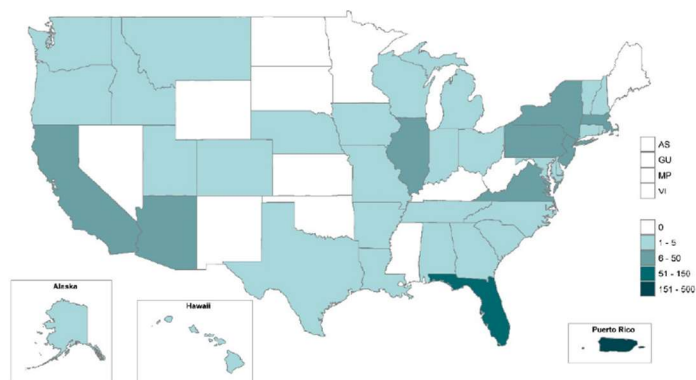 AS
GU
MP
VI
0
1 - 5
6 - 50
51 - 150
151 - 500
Alaska
Hawaii
Puerto Rico